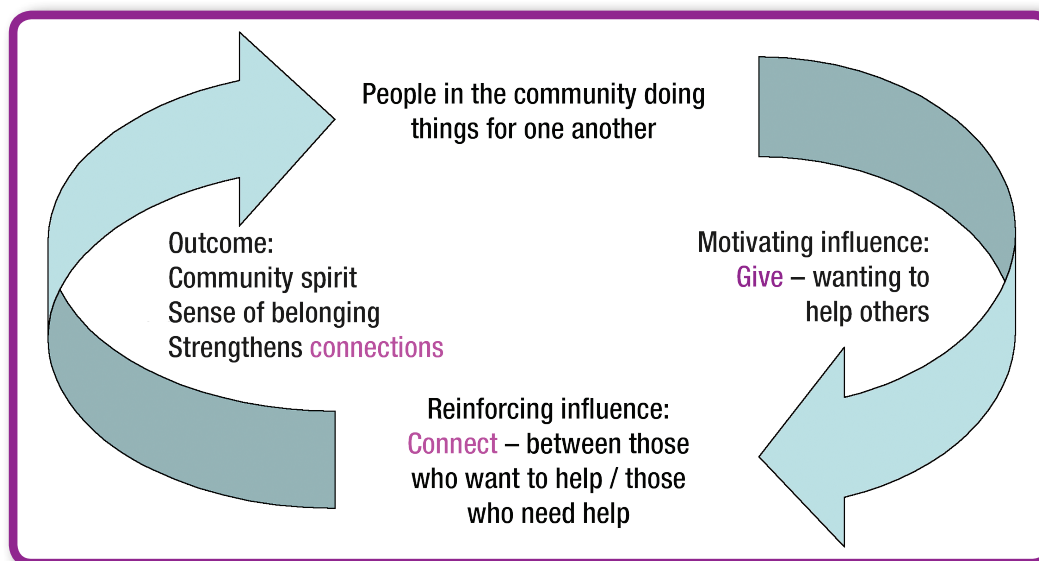 People in the community doing
things for one another
Motivating influence:
Give – wanting to
help others
Reinforcing influence:
Connect – between those
who want to help / those
who need help
Outcome:
Community spirit
Sense of belonging
Strengthens connections